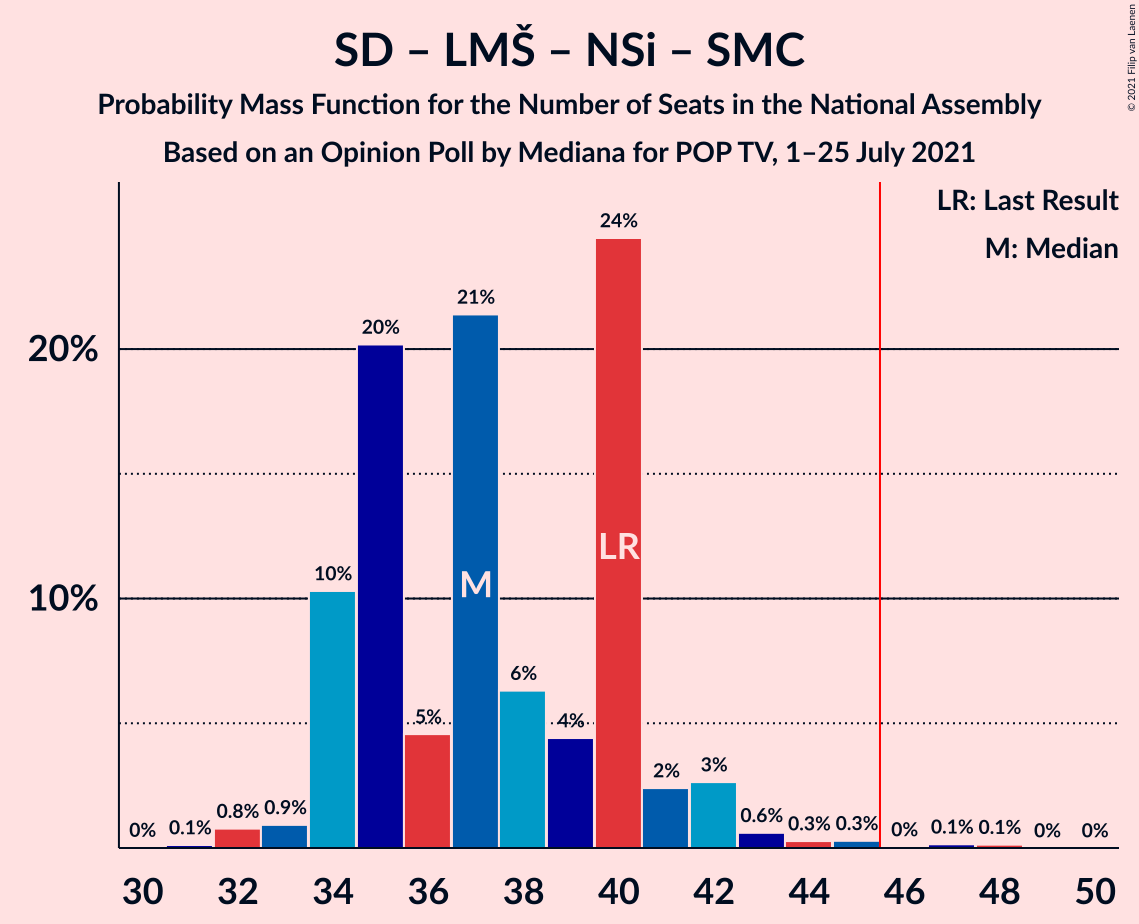 SD – LMŠ – NSi – SMC
Probability Mass Function for the Number of Seats in the National Assembly
Based on an Opinion Poll by Mediana for POP TV, 1–25 July 2021
© 2021 Filip van Laenen
LR: Last Result
M: Median
20%
10%
0%
0.1%
0.8%
0.9%
10%
20%
5%
21%
6%
4%
24%
2%
3%
0.6%
0.3%
0.3%
0%
0.1%
0.1%
0%
0%
M
LR
30 32 34 36 38 40 42 44 46 48 50